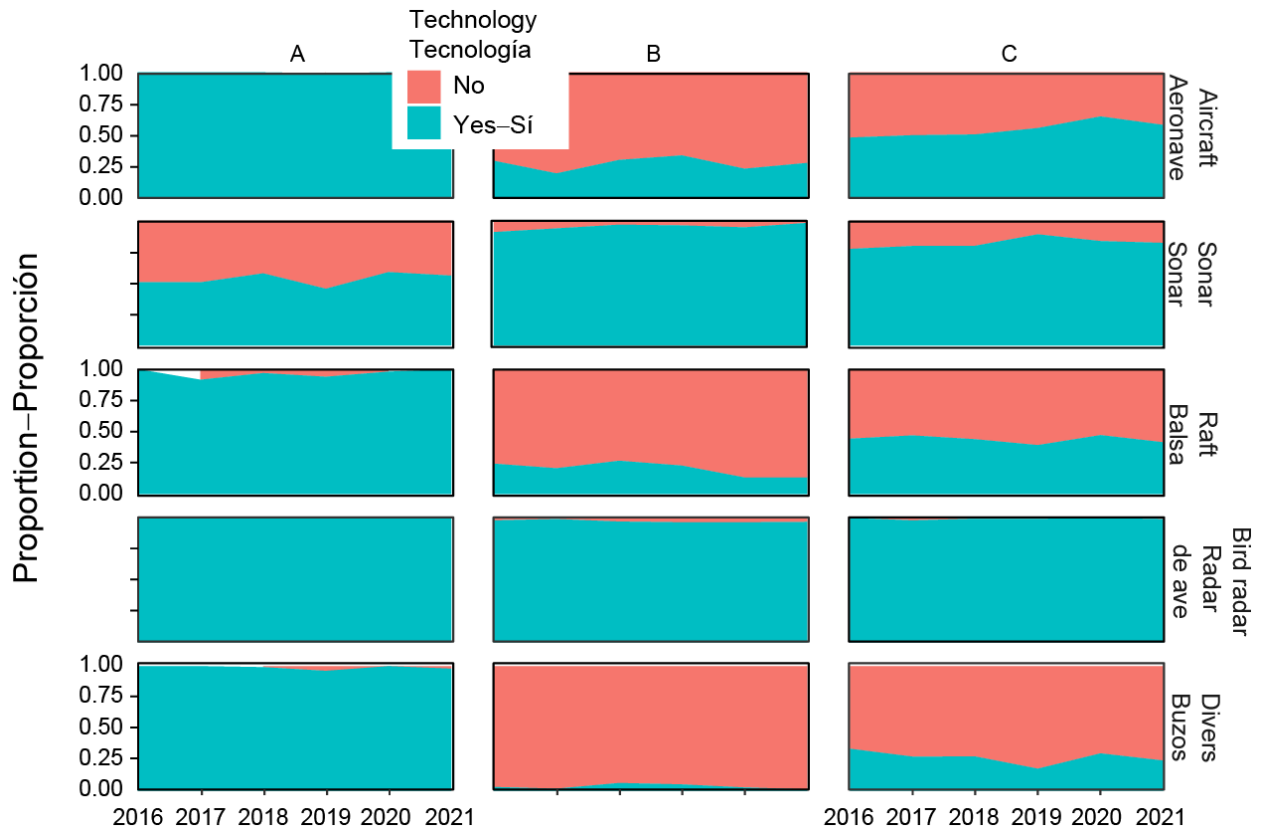 Technology
Tecnología
No
Yes–Sí
A
B
C
Proportion–Proporción
1.00
0.75
0.50
0.25
0.00
Aircraft
Aeronave
Sonar
Sonar
1.00
0.75
0.50
0.25
0.00
Raft
Balsa
Bird radar
Radar
de ave
1.00
0.75
0.50
0.25
0.00
Divers
Buzos
2016 2017 2018 2019 2020 2021
2016 2017 2018 2019 2020 2021